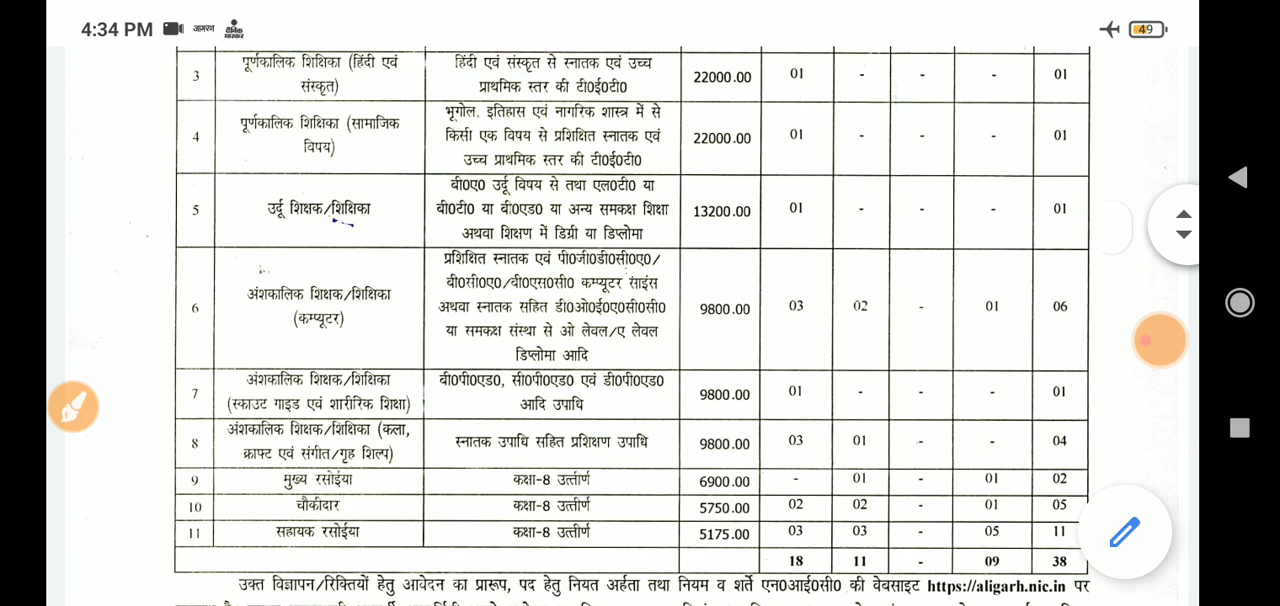 4:34 PM जागरण दैनिक भास्कर 49
3 पूर्णकालिक शिक्षिका (हिंदी एवं संस्कृत) हिंदी एवं संस्कृत से स्नातक एवं उच्च प्राथमिक स्तर की टी0ई0टी0 22000.00 01 - - - 01
4 पूर्णकालिक शिक्षिका (सामाजिक विषय) भूगोल, इतिहास एवं नागरिक शास्त्र में से किसी एक विषय से प्रशिक्षित स्नातक एवं उच्च प्राथमिक स्तर की टी0ई0टी0 22000.00 01 - - - 01
5 उर्दू शिक्षक/शिक्षिका बी0ए0 उर्दू विषय से तथा एल0टी0 या बी0टी0 या बी0एड0 या अन्य समकक्ष शिक्षा अथवा शिक्षण में डिग्री या डिप्लोमा 13200.00 01 - - - 01
6 अंशकालिक शिक्षक/शिक्षिका (कम्प्यूटर) प्रशिक्षित स्नातक एवं पी0जी0डी0सी0ए0/ बी0सी0ए0/बी0एस0सी0 कम्प्यूटर साइंस अथवा स्नातक सहित डी0ओ0ई0ए0सी0सी0 या समकक्ष संस्था से ओ लेवल/ए लेवल डिप्लोमा आदि 9800.00 03 02 - 01 06
7 अंशकालिक शिक्षक/शिक्षिका (स्काउट गाइड एवं शारीरिक शिक्षा) बी0पी0एड0, सी0पी0एड0 एवं डी0पी0एड0 आदि उपाधि 9800.00 01 - - - 01
8 अंशकालिक शिक्षक/शिक्षिका (कला, क्राफ्ट एवं संगीत/गृह शिल्प) स्नातक उपाधि सहित प्रशिक्षण उपाधि 9800.00 03 01 - - 04
9 मुख्य रसोईया कक्षा-8 उर्त्तीण 6900.00 - 01 - 01 02
10 चौकीदार कक्षा-8 उर्त्तीण 5750.00 02 02 - 01 05
11 सहायक रसोईया कक्षा-8 उर्त्तीण 5175.00 03 03 - 05 11
18 11 - 09 38
उक्त विज्ञापन/रिक्तियों हेतु आवेदन का प्रारूप, पद हेतु नियत अर्हता तथा नियम व शर्ते एन0आई0सी0 की वेबसाइट https://aligarh.nic.in पर